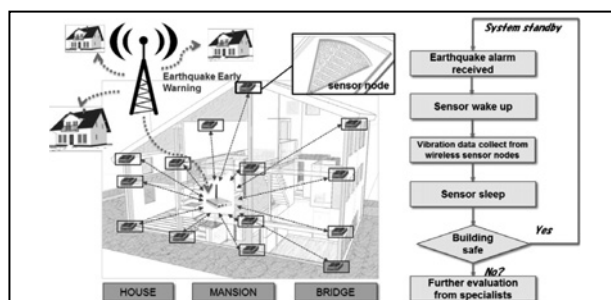 Earthquake Early
Warning
sensor node
HOUSE
MANSION
BRIDGE
System standby
Earthquake alarm
received
Sensor wake up
Vibration data collect from
wireless sensor nodes
Sensor sleep
Building
safe
Yes
No?
Further evaluation
from specialists